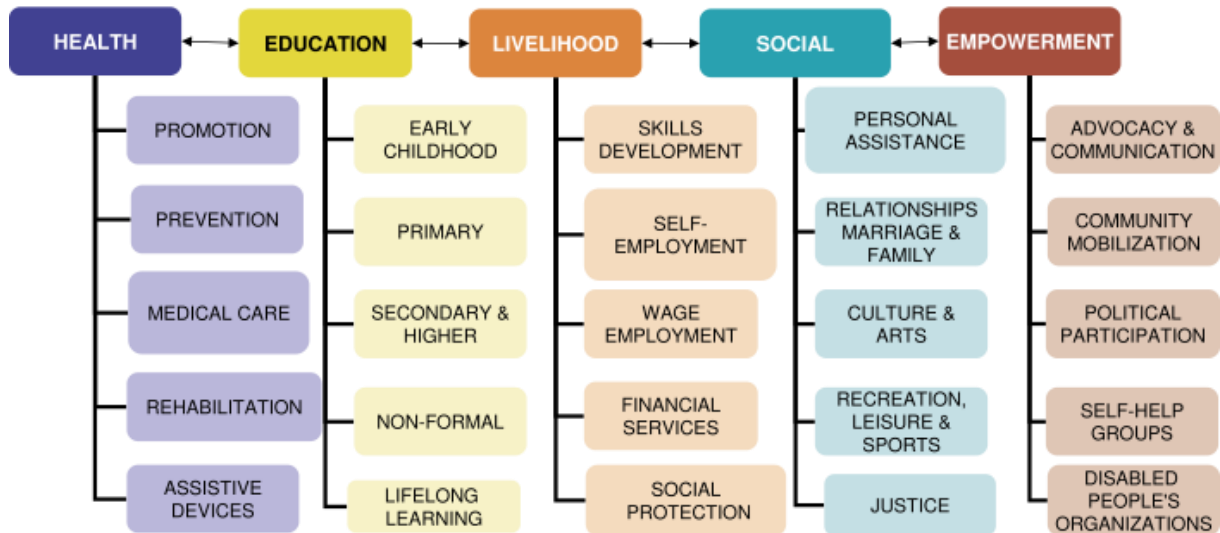 HEALTH
EDUCATION
LIVELIHOOD
SOCIAL
EMPOWERMENT
PROMOTION
PREVENTION
MEDICAL CARE
REHABILITATION
ASSISTIVE
DEVICES
EARLY
CHILDHOOD
PRIMARY
SECONDARY &
HIGHER
NON-FORMAL
LIFELONG
LEARNING
SKILLS
DEVELOPMENT
SELF-
EMPLOYMENT
WAGE
EMPLOYMENT
FINANCIAL
SERVICES
SOCIAL
PROTECTION
PERSONAL
ASSISTANCE
RELATIONSHIPS
MARRIAGE &
FAMILY
CULTURE &
ARTS
RECREATION,
LEISURE &
SPORTS
JUSTICE
ADVOCACY &
COMMUNICATION
COMMUNITY
MOBILIZATION
POLITICAL
PARTICIPATION
SELF-HELP
GROUPS
DISABLED
PEOPLE'S
ORGANIZATIONS